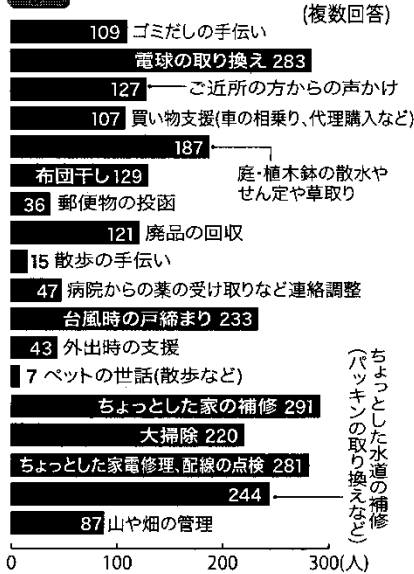 (複数回答)
109 ゴミだしの手伝い
電球の取り換え 283
127 ご近所の方からの声かけ
107 買い物支援(車の相乗り、代理購入など)
187
庭・植木鉢の散水や
せん定や草取り
布団干し 129
36 郵便物の投函
121 廃品の回収
15 散歩の手伝い
47 病院からの薬の受け取りなど連絡調整
台風時の戸締まり 233
43 外出時の支援
7 ペットの世話(散歩など)
ちょっとした家の補修 291
大掃除 220
ちょっとした家電修理、配線の点検 281
244
ちょっとした水道の補修
(パッキンの取り換えなど)
87 山や畑の管理
0 100 200 300(人)